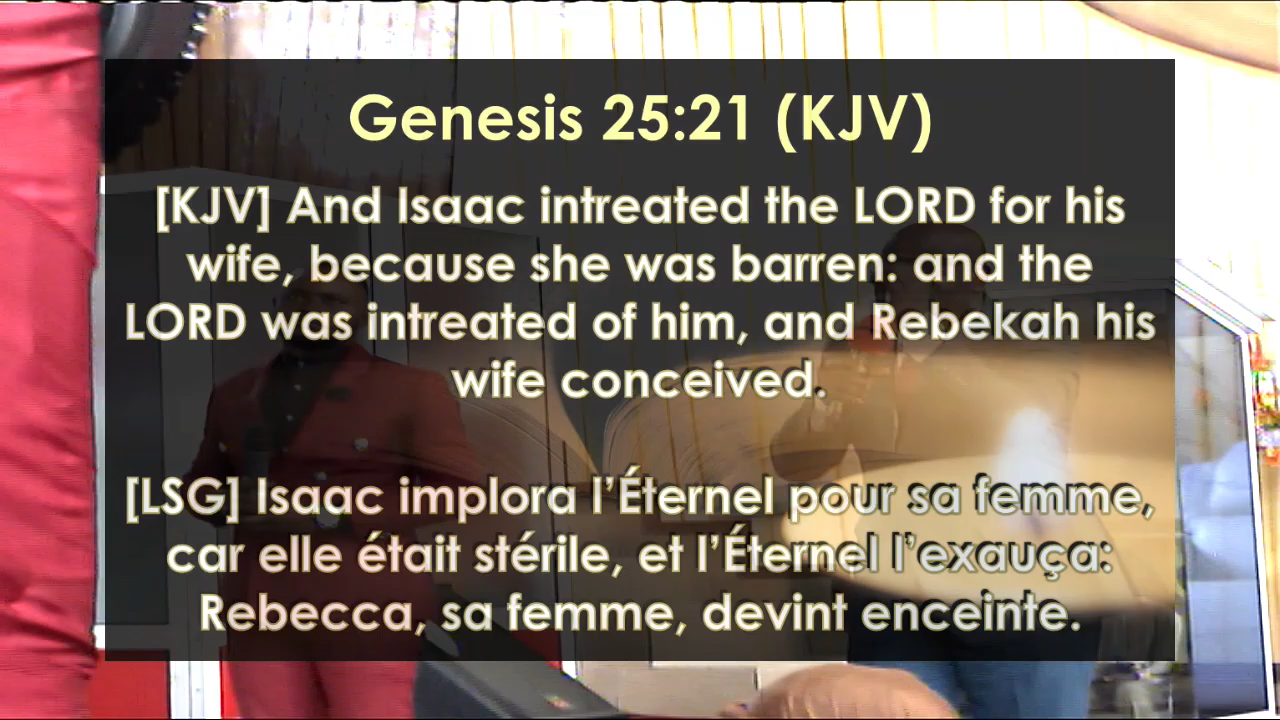 Genesis 25:21 (KJV)
[KJV] And Isaac intreated the LORD for his
wife, because she was barren: and the
LORD was intreated of him, and Rebekah his
wife conceived.
[LSG] Isaac implora l’Éternel pour sa femme,
car elle était stérile, et l’Éternel l’exauça:
Rebecca, sa femme, devint enceinte.